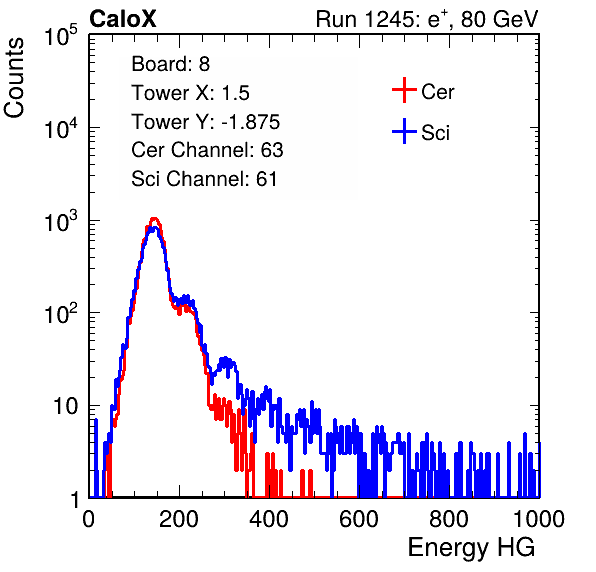 CaloX Run 1245: e⁺, 80 GeV
Counts
Board: 8
Tower X: 1.5
Tower Y: -1.875
Cer Channel: 63
Sci Channel: 61
Cer
Sci
10⁵
10⁴
10³
10²
10
1
0 200 400 600 800 1000
Energy HG